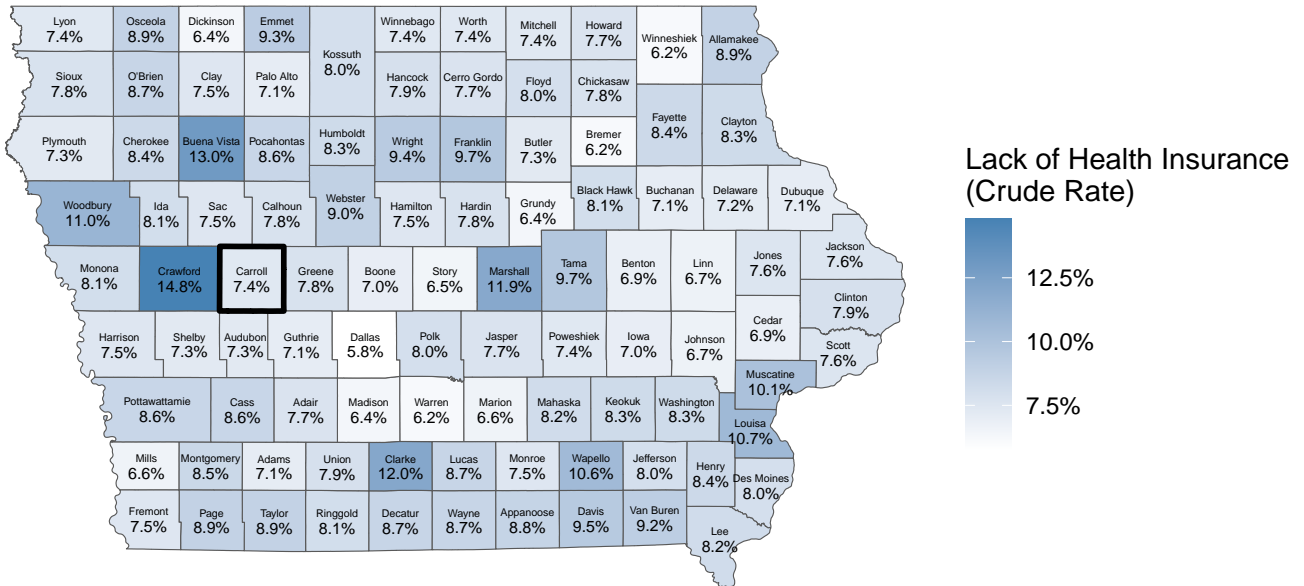 Lyon
7.4%
Osceola
8.9%
Dickinson
6.4%
Emmet
9.3%
Kossuth
8.0%
Winnebago
7.4%
Worth
7.4%
Mitchell
7.4%
Howard
7.7%
Winneshiek
6.2%
Allamakee
8.9%
Sioux
7.8%
O'Brien
8.7%
Clay
7.5%
Palo Alto
7.1%
Hancock
7.9%
Cerro Gordo
7.7%
Floyd
8.0%
Chickasaw
7.8%
Fayette
8.4%
Clayton
8.3%
Plymouth
7.3%
Cherokee
8.4%
Buena Vista
13.0%
Pocahontas
8.6%
Humboldt
8.3%
Wright
9.4%
Franklin
9.7%
Butler
7.3%
Bremer
6.2%
Woodbury
11.0%
Ida
8.1%
Sac
7.5%
Calhoun
7.8%
Webster
9.0%
Hamilton
7.5%
Hardin
7.8%
Grundy
6.4%
Black Hawk
8.1%
Buchanan
7.1%
Delaware
7.2%
Dubuque
7.1%
Monona
8.1%
Crawford
14.8%
Carroll
7.4%
Greene
7.8%
Boone
7.0%
Story
6.5%
Marshall
11.9%
Tama
9.7%
Benton
6.9%
Linn
6.7%
Jones
7.6%
Jackson
7.6%
Clinton
7.9%
Harrison
7.5%
Shelby
7.3%
Audubon
7.3%
Guthrie
7.1%
Dallas
5.8%
Polk
8.0%
Jasper
7.7%
Poweshiek
7.4%
Iowa
7.0%
Johnson
6.7%
Cedar
6.9%
Scott
7.6%
Muscatine
10.1%
Pottawattamie
8.6%
Cass
8.6%
Adair
7.7%
Madison
6.4%
Warren
6.2%
Marion
6.6%
Mahaska
8.2%
Keokuk
8.3%
Washington
8.3%
Louisa
10.7%
Mills
6.6%
Montgomery
8.5%
Adams
7.1%
Union
7.9%
Clarke
12.0%
Lucas
8.7%
Monroe
7.5%
Wapello
10.6%
Jefferson
8.0%
Henry
8.4%
Des Moines
8.0%
Fremont
7.5%
Page
8.9%
Taylor
8.9%
Ringgold
8.1%
Decatur
8.7%
Wayne
8.7%
Appanoose
8.8%
Davis
9.5%
Van Buren
9.2%
Lee
8.2%
Lack of Health Insurance
(Crude Rate)
12.5%
10.0%
7.5%